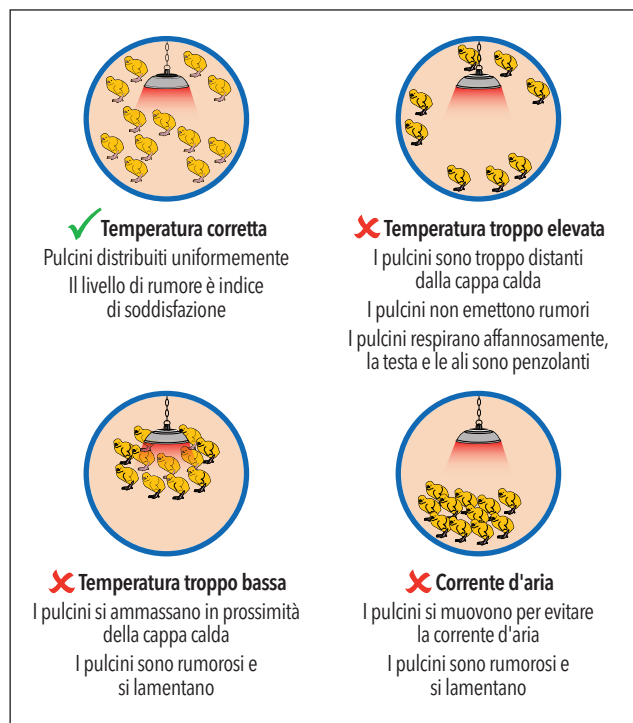 Temperatura corretta
Pulcini distribuiti uniformemente
Il livello di rumore è indice
di soddisfazione
Temperatura troppo elevata
I pulcini sono troppo distanti
dalla cappa calda
I pulcini non emettono rumori
I pulcini respirano affannosamente,
la testa e le ali sono penzolanti
Temperatura troppo bassa
I pulcini si ammassano in prossimità
della cappa calda
I pulcini sono rumorosi e
si lamentano
Corrente d'aria
I pulcini si muovono per evitare
la corrente d'aria
I pulcini sono rumorosi e
si lamentano